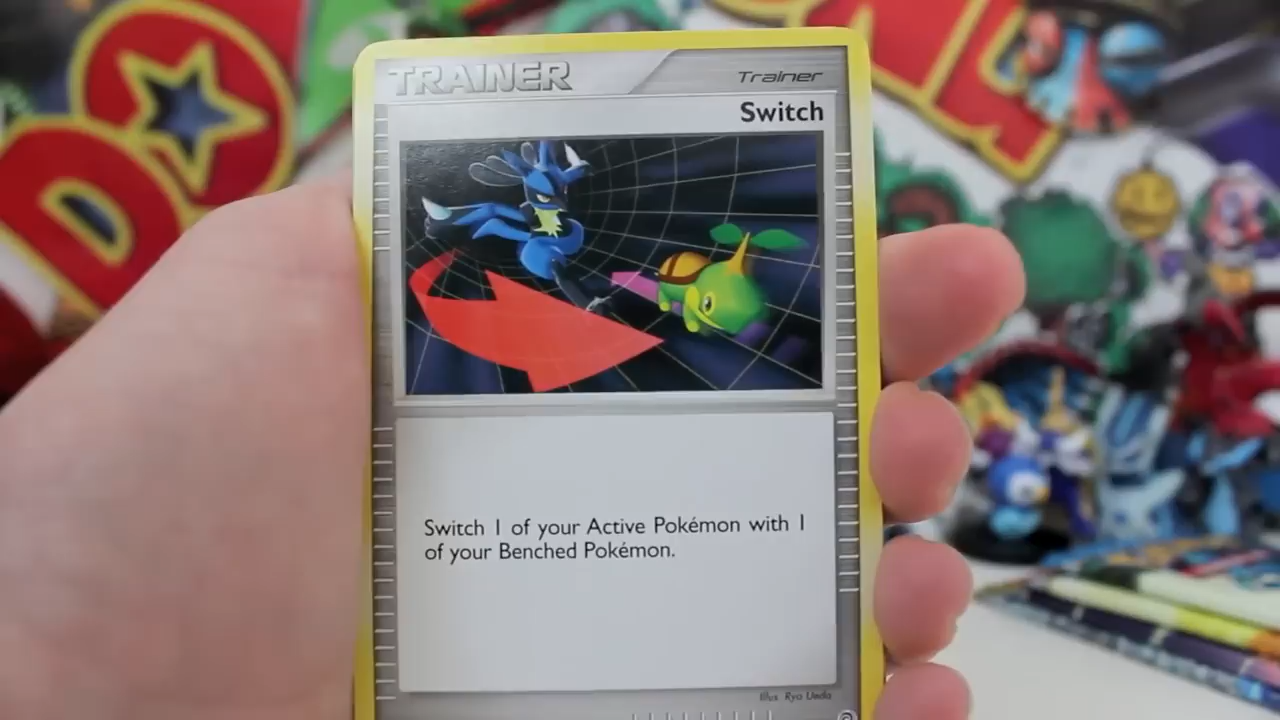 TRAINER
Trainer
Switch
Switch 1 of your Active Pokémon with 1
of your Benched Pokémon.
Illus. Ryo Ueda